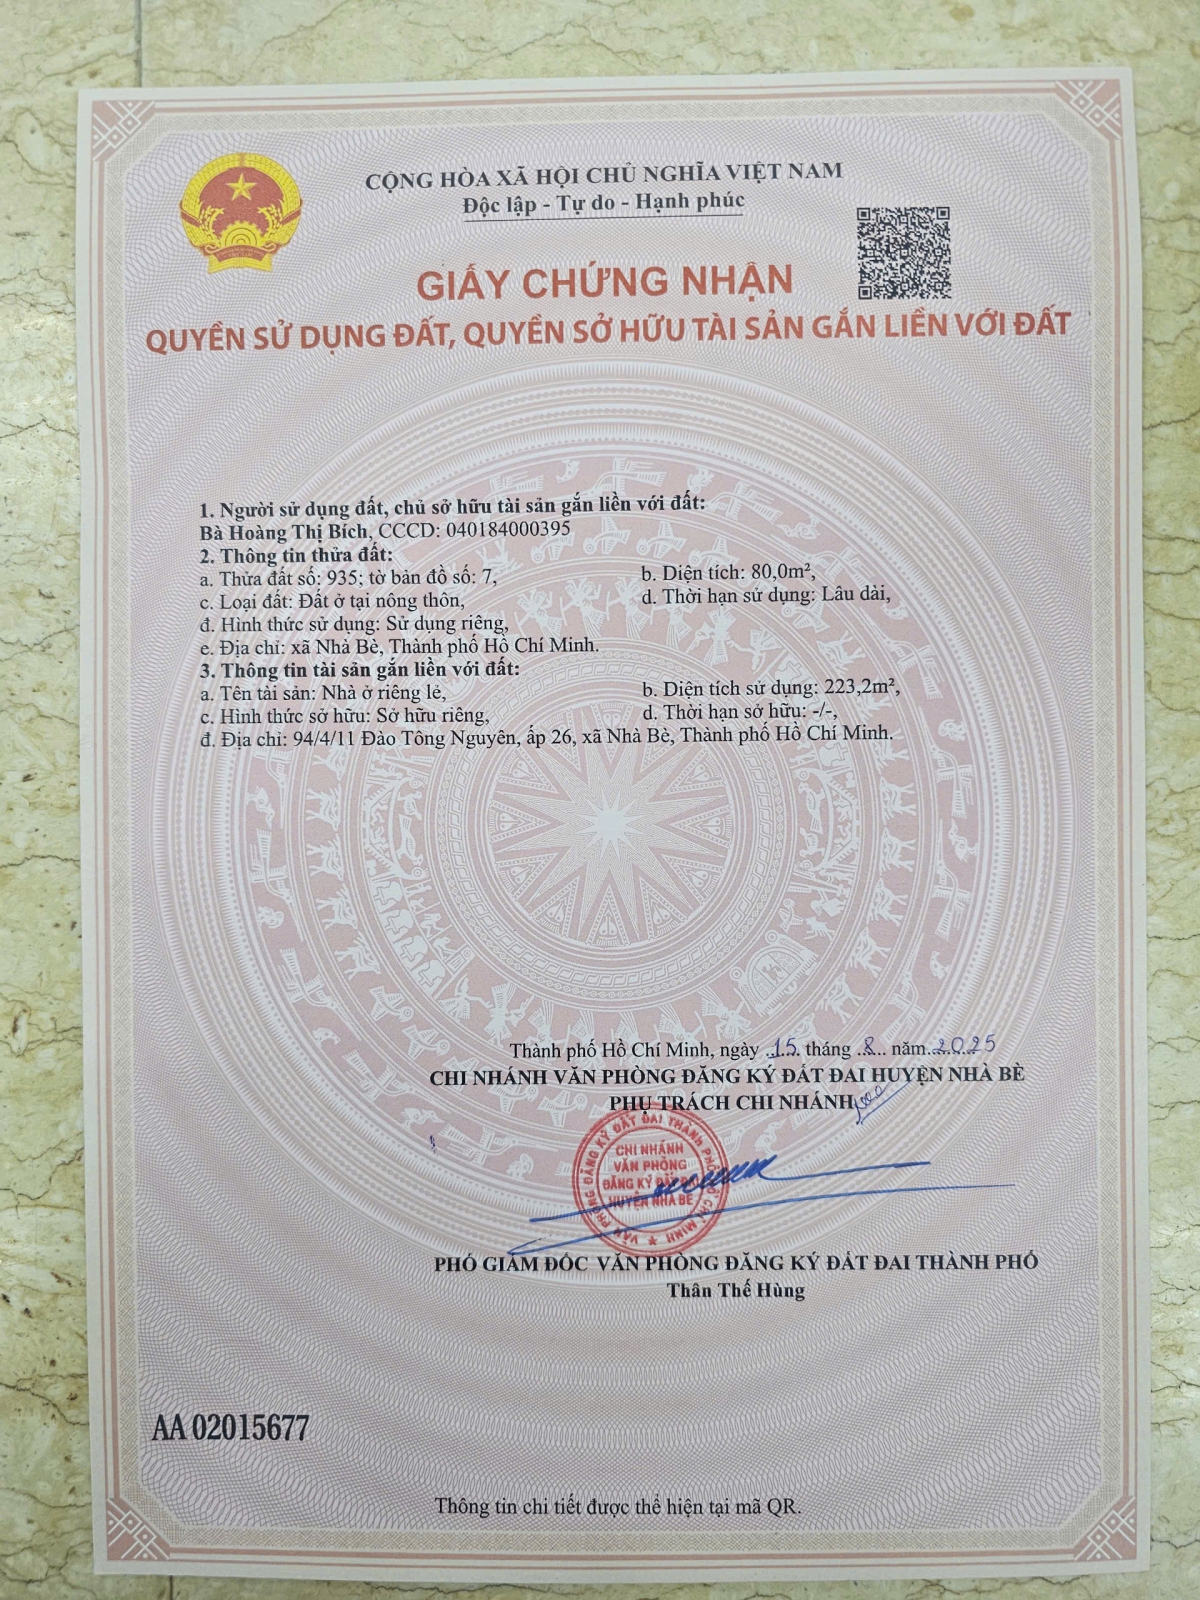 CỘNG HÒA XÃ HỘI CHỦ NGHĨA VIỆT NAM
Độc lập - Tự do - Hạnh phúc
GIẤY CHỨNG NHẬN
QUYỀN SỬ DỤNG ĐẤT, QUYỀN SỞ HỮU TÀI SẢN GẮN LIỀN VỚI ĐẤT
1. Người sử dụng đất, chủ sở hữu tài sản gắn liền với đất:
Bà Hoàng Thị Bích, CCCD: 040184000395
2. Thông tin thửa đất:
a. Thửa đất số: 935; tờ bản đồ số: 7, b. Diện tích: 80,0m²,
c. Loại đất: Đất ở tại nông thôn, d. Thời hạn sử dụng: Lâu dài,
đ. Hình thức sử dụng: Sử dụng riêng,
e. Địa chỉ: xã Nhà Bè, Thành phố Hồ Chí Minh.
3. Thông tin tài sản gắn liền với đất:
a. Tên tài sản: Nhà ở riêng lẻ, b. Diện tích sử dụng: 223,2m²,
c. Hình thức sở hữu: Sở hữu riêng, d. Thời hạn sở hữu: -/-,
đ. Địa chỉ: 94/4/11 Đào Tông Nguyên, ấp 26, xã Nhà Bè, Thành phố Hồ Chí Minh.
Thành phố Hồ Chí Minh, ngày 15 tháng 8 năm 2025
CHI NHÁNH VĂN PHÒNG ĐĂNG KÝ ĐẤT ĐAI HUYỆN NHÀ BÈ
PHỤ TRÁCH CHI NHÁNH
VĂN PHÒNG ĐĂNG KÝ ĐẤT ĐAI THÀNH PHỐ HỒ CHÍ MINH
CHI NHÁNH
VĂN PHÒNG
ĐĂNG KÝ ĐẤT ĐAI
HUYỆN NHÀ BÈ
PHÓ GIÁM ĐỐC VĂN PHÒNG ĐĂNG KÝ ĐẤT ĐAI THÀNH PHỐ
Thân Thế Hùng
AA 02015677
Thông tin chi tiết được thể hiện tại mã QR.